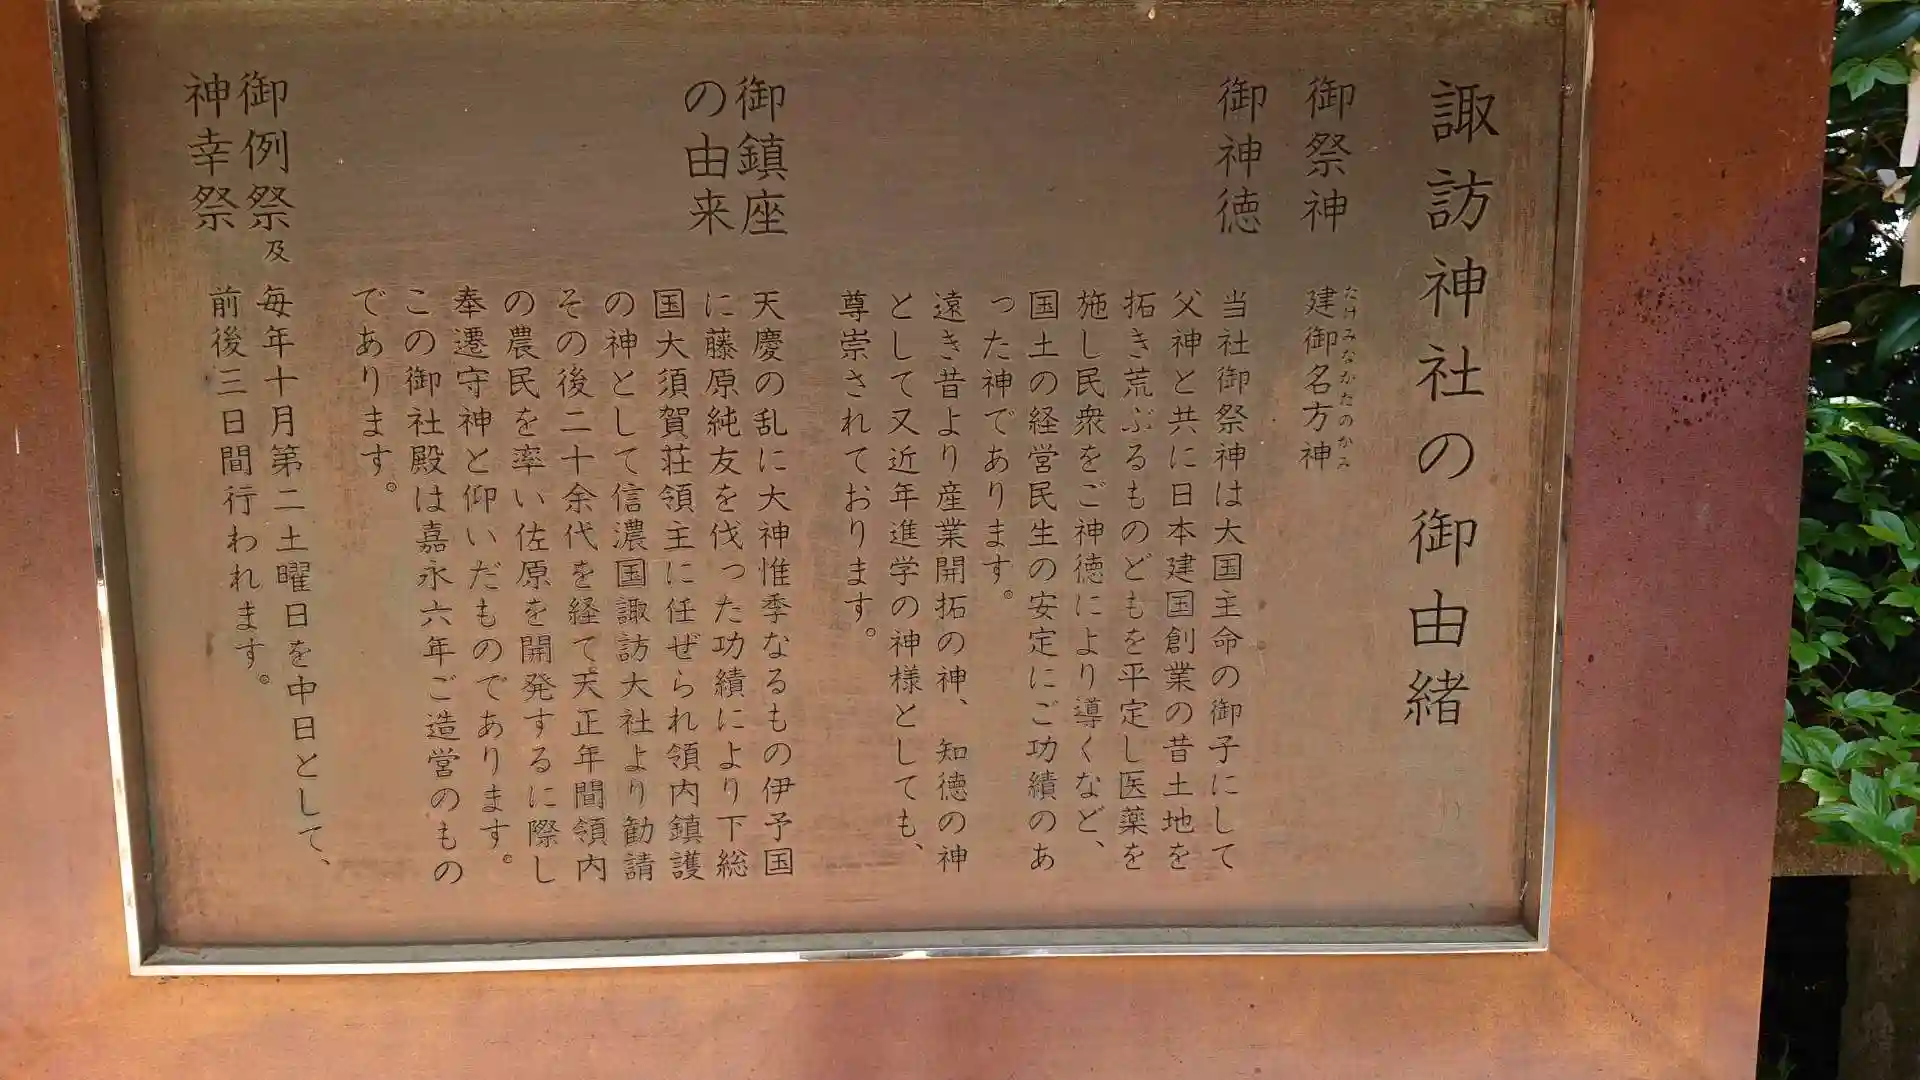 諏訪神社の御由緒
御祭神
建御名方神
たけみなかたのかみ
御神徳
当社御祭神は大国主命の御子にして
父神と共に日本建国創業の昔土地を
拓き荒ぶるものどもを平定し医薬を
施し民衆をご神徳により導くなど、
国土の経営民生の安定にご功績のあ
った神であります。
遠き昔より産業開拓の神、知徳の神
として又近年進学の神様としても、
尊崇されております。
御鎮座
の由来
天慶の乱に大神惟季なるもの伊予国
に藤原純友を伐った功績により下総
国大須賀荘領主に任ぜられ領内鎮護
の神として信濃国諏訪大社より勧請
その後二十余代を経て天正年間領内
の農民を率い佐原を開発するに際し
奉遷守神と仰いだものであります。
この御社殿は嘉永六年ご造営のもの
であります。
御例祭及
神幸祭
毎年十月第二土曜日を中日として、
前後三日間行われます。